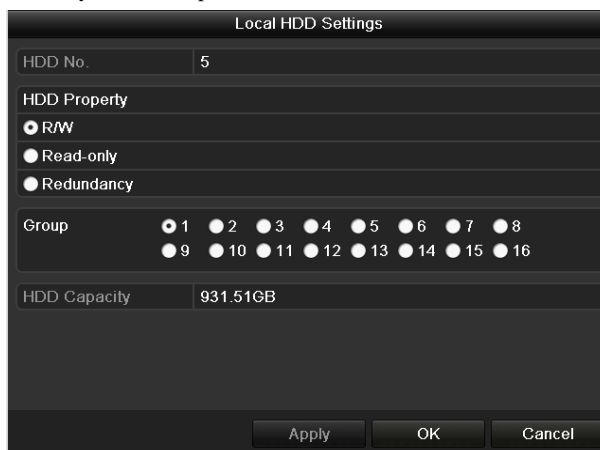 Local HDD Settings
HDD No. 5
HDD Property
R/W
Read-only
Redundancy
Group 1 2 3 4 5 6 7 8
9 10 11 12 13 14 15 16
HDD Capacity 931.51GB
Apply OK Cancel